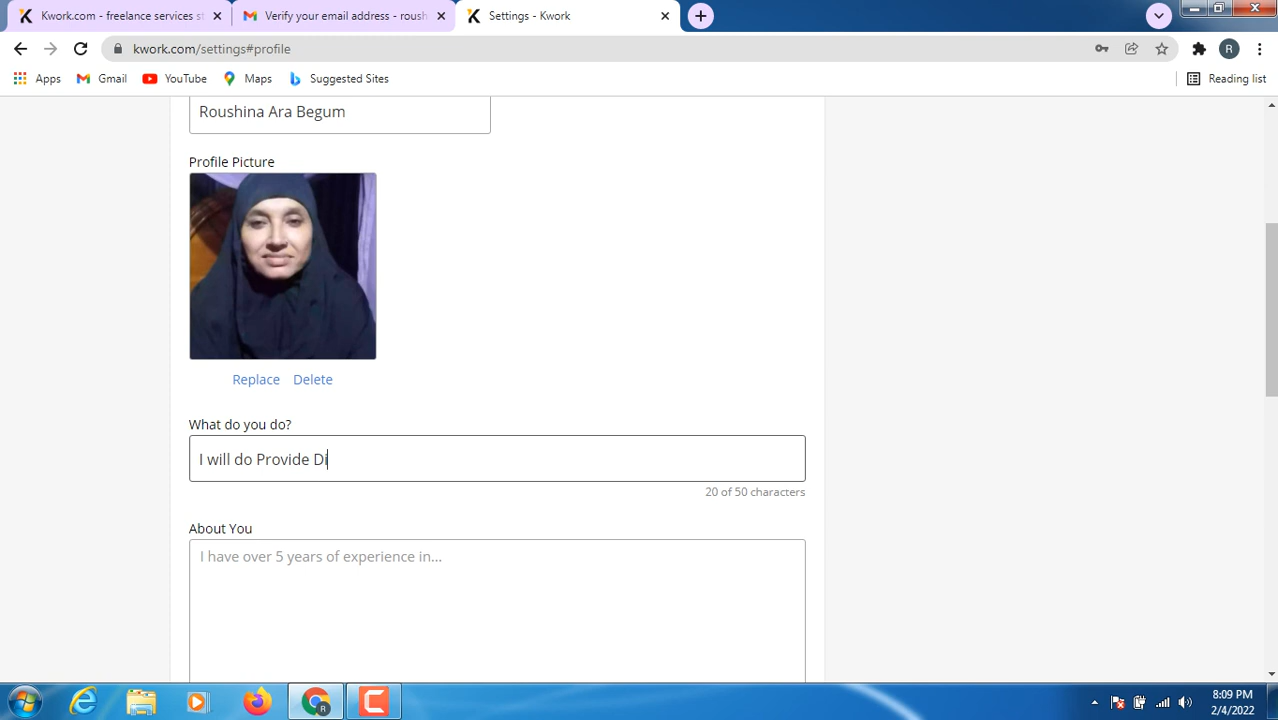 Kwork.com - freelance services st
Verify your email address - roush
Settings - Kwork
kwork.com/settings#profile
R
Apps
Gmail
YouTube
Maps
Suggested Sites
Reading list
Roushina Ara Begum
Profile Picture
Replace
Delete
What do you do?
I will do Provide Di
20 of 50 characters
About You
I have over 5 years of experience in...
8:09 PM
2/4/2022